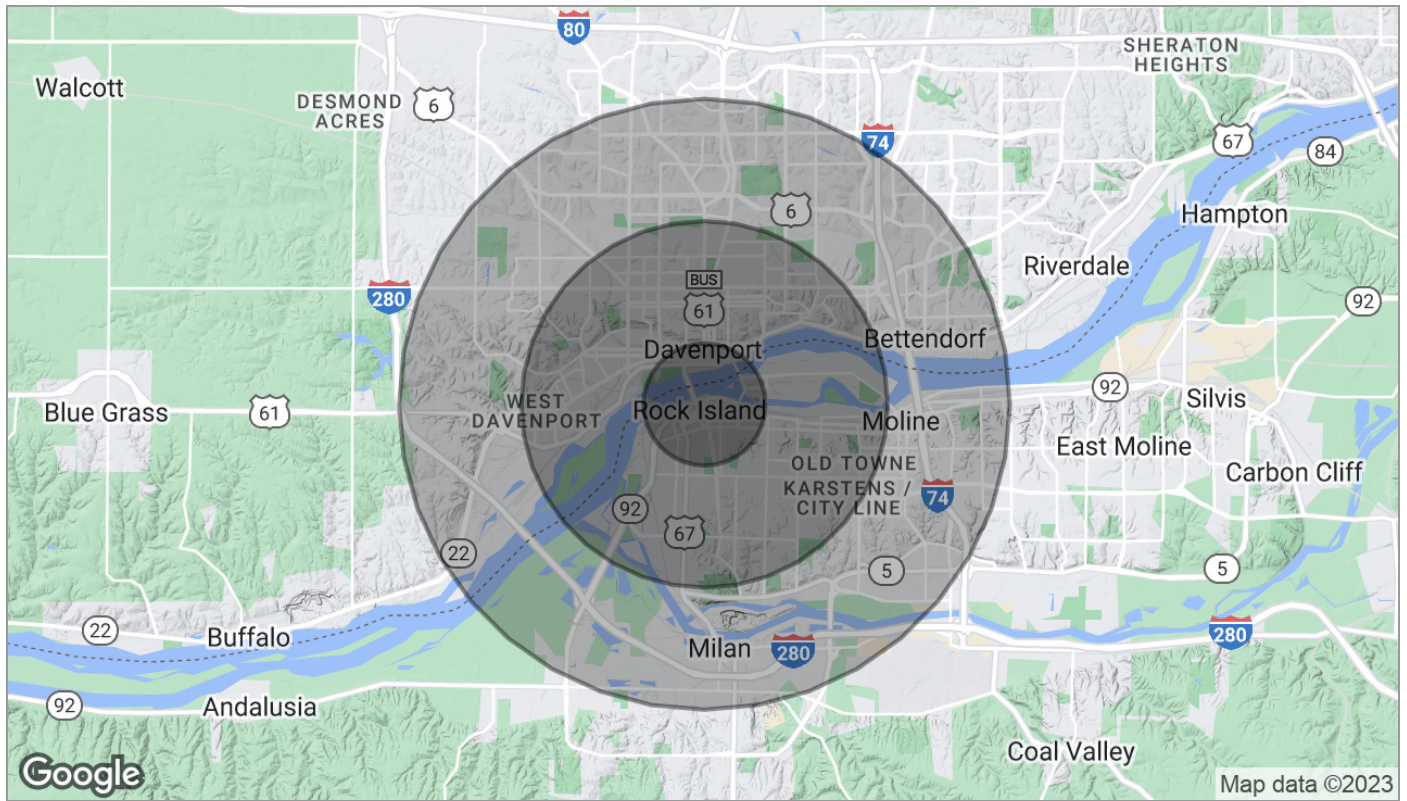 80
SHERATON
HEIGHTS
Walcott
DESMOND
ACRES
6
74
67
84
6
Hampton
Riverdale
BUS
61
280
92
Davenport
Bettendorf
92
Silvis
Blue Grass
61
WEST
DAVENPORT
Rock Island
Moline
East Moline
OLD TOWNE
Carbon Cliff
KARSTENS /
CITY LINE
74
92
67
22
5
5
22
Buffalo
Milan
280
280
92
Andalusia
Coal Valley
Google
Map data ©2023